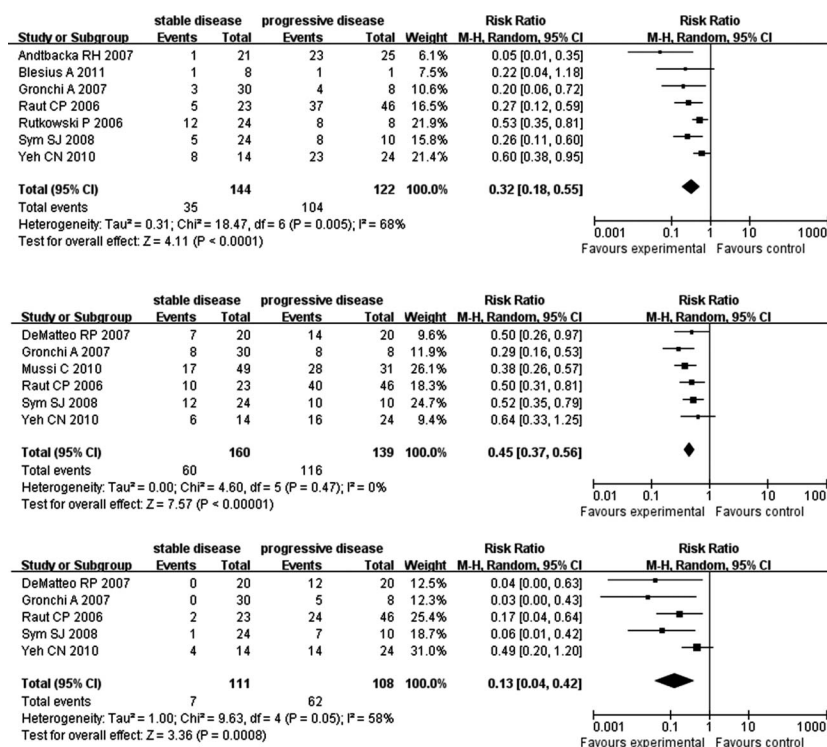 stable disease progressive disease Risk Ratio Risk Ratio
Study or Subgroup Events Total Events Total Weight M-H, Random, 95% CI M-H, Random, 95% CI
Andtbacka RH 2007 1 21 23 25 6.1% 0.05 [0.01, 0.35]
Blesius A 2011 1 8 1 1 7.5% 0.22 [0.04, 1.18]
Gronchi A 2007 3 30 4 8 10.6% 0.20 [0.06, 0.72]
Raut CP 2006 5 23 37 46 16.5% 0.27 [0.12, 0.59]
Rutkowski P 2006 12 24 8 8 21.9% 0.53 [0.35, 0.81]
Sym SJ 2008 5 24 8 10 15.8% 0.26 [0.11, 0.60]
Yeh CN 2010 8 14 23 24 21.4% 0.60 [0.38, 0.95]
Total (95% CI) 144 122 100.0% 0.32 [0.18, 0.55]
Total events 35 104
Heterogeneity: Tau² = 0.31; Chi² = 18.47, df = 6 (P = 0.005); I² = 68%
Test for overall effect: Z = 4.11 (P < 0.0001)
0.001 0.1 1 10 1000
Favours experimental Favours control
stable disease progressive disease Risk Ratio Risk Ratio
Study or Subgroup Events Total Events Total Weight M-H, Random, 95% CI M-H, Random, 95% CI
DeMatteo RP 2007 7 20 14 20 9.6% 0.50 [0.26, 0.97]
Gronchi A 2007 8 30 8 8 11.9% 0.29 [0.16, 0.53]
Mussi C 2010 17 49 28 31 26.1% 0.38 [0.26, 0.57]
Raut CP 2006 10 23 40 46 18.3% 0.50 [0.31, 0.81]
Sym SJ 2008 12 24 10 10 24.7% 0.52 [0.35, 0.79]
Yeh CN 2010 6 14 16 24 9.4% 0.64 [0.33, 1.25]
Total (95% CI) 160 139 100.0% 0.45 [0.37, 0.56]
Total events 60 116
Heterogeneity: Tau² = 0.00; Chi² = 4.60, df = 5 (P = 0.47); I² = 0%
Test for overall effect: Z = 7.57 (P < 0.00001)
0.01 0.1 1 10 100
Favours experimental Favours control
stable disease progressive disease Risk Ratio Risk Ratio
Study or Subgroup Events Total Events Total Weight M-H, Random, 95% CI M-H, Random, 95% CI
DeMatteo RP 2007 0 20 12 20 12.5% 0.04 [0.00, 0.63]
Gronchi A 2007 0 30 5 8 12.3% 0.03 [0.00, 0.43]
Raut CP 2006 2 23 24 46 25.4% 0.17 [0.04, 0.64]
Sym SJ 2008 1 24 7 10 18.7% 0.06 [0.01, 0.42]
Yeh CN 2010 4 14 14 24 31.0% 0.49 [0.20, 1.20]
Total (95% CI) 111 108 100.0% 0.13 [0.04, 0.42]
Total events 7 62
Heterogeneity: Tau² = 1.00; Chi² = 9.63, df = 4 (P = 0.05); I² = 58%
Test for overall effect: Z = 3.36 (P = 0.0008)
0.001 0.1 1 10 1000
Favours experimental Favours control